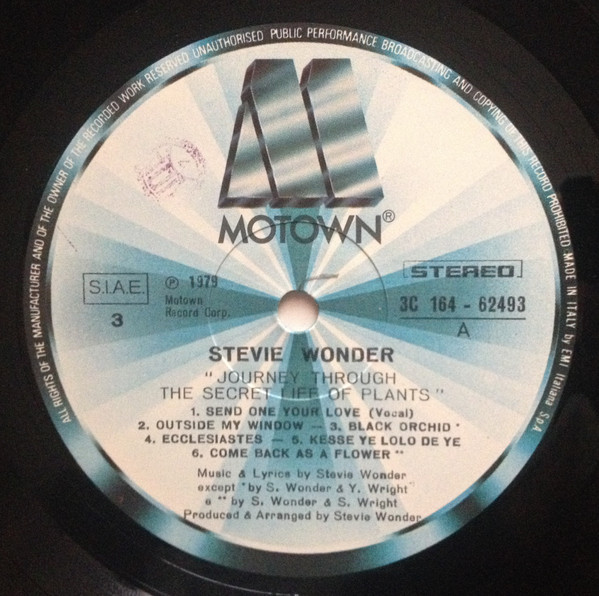 ALL RIGHTS OF THE MANUFACTURER AND OF THE OWNER OF THE RECORDED WORK RESERVED UNAUTHORISED PUBLIC PERFORMANCE BROADCASTING AND COPYING OF THIS RECORD PROHIBITED MADE IN ITALY by EMI Italiana S.p.A.
M
MOTOWN®
S.I.A.E.
3
℗ 1979
Motown
Record Corp.
STEREO
3C 164 - 62493
A
STEVIE WONDER
"JOURNEY THROUGH
THE SECRET LIFE OF PLANTS"
1. SEND ONE YOUR LOVE (Vocal)
2. OUTSIDE MY WINDOW - 3. BLACK ORCHID *
4. ECCLESIASTES - 5. KESSE YE LOLO DE YE
6. COME BACK AS A FLOWER **
Music & Lyrics by Stevie Wonder
except * by S. Wonder & Y. Wright
e ** by S. Wonder & S. Wright
Produced & Arranged by Stevie Wonder